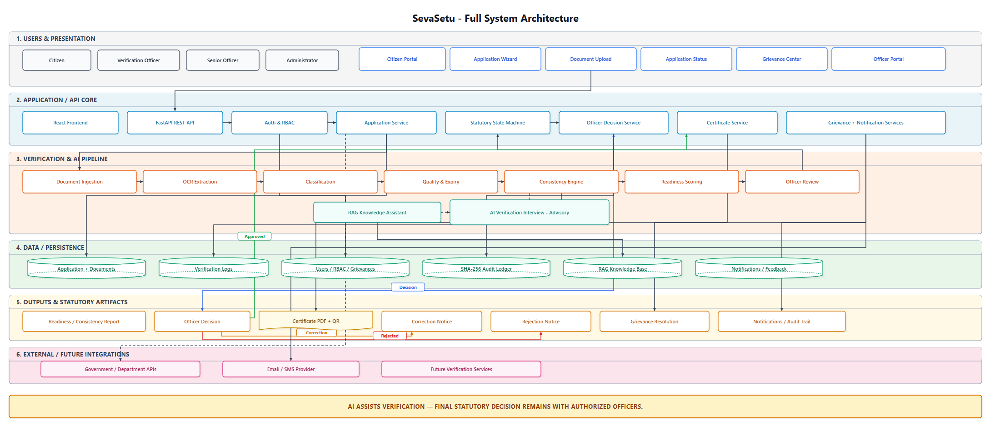 SevaSetu - Full System Architecture
1. USERS & PRESENTATION
Citizen
Verification Officer
Senior Officer
Administrator
Citizen Portal
Application Wizard
Document Upload
Application Status
Grievance Center
Officer Portal
2. APPLICATION / API CORE
React Frontend
FastAPI REST API
Auth & RBAC
Application Service
Statutory State Machine
Officer Decision Service
Certificate Service
Grievance + Notification Services
3. VERIFICATION & AI PIPELINE
Document Ingestion
OCR Extraction
Classification
Quality & Expiry
Consistency Engine
Readiness Scoring
Officer Review
RAG Knowledge Assistant
AI Verification Interview - Advisory
Approved
4. DATA / PERSISTENCE
Application + Documents
Verification Logs
Users / RBAC / Grievances
SHA-256 Audit Ledger
RAG Knowledge Base
Notifications / Feedback
Decision
5. OUTPUTS & STATUTORY ARTIFACTS
Readiness / Consistency Report
Officer Decision
Certificate PDF + QR
Correction Notice
Rejection Notice
Grievance Resolution
Notifications / Audit Trail
Correction
Rejected
6. EXTERNAL / FUTURE INTEGRATIONS
Government / Department APIs
Email / SMS Provider
Future Verification Services
AI ASSISTS VERIFICATION — FINAL STATUTORY DECISION REMAINS WITH AUTHORIZED OFFICERS.